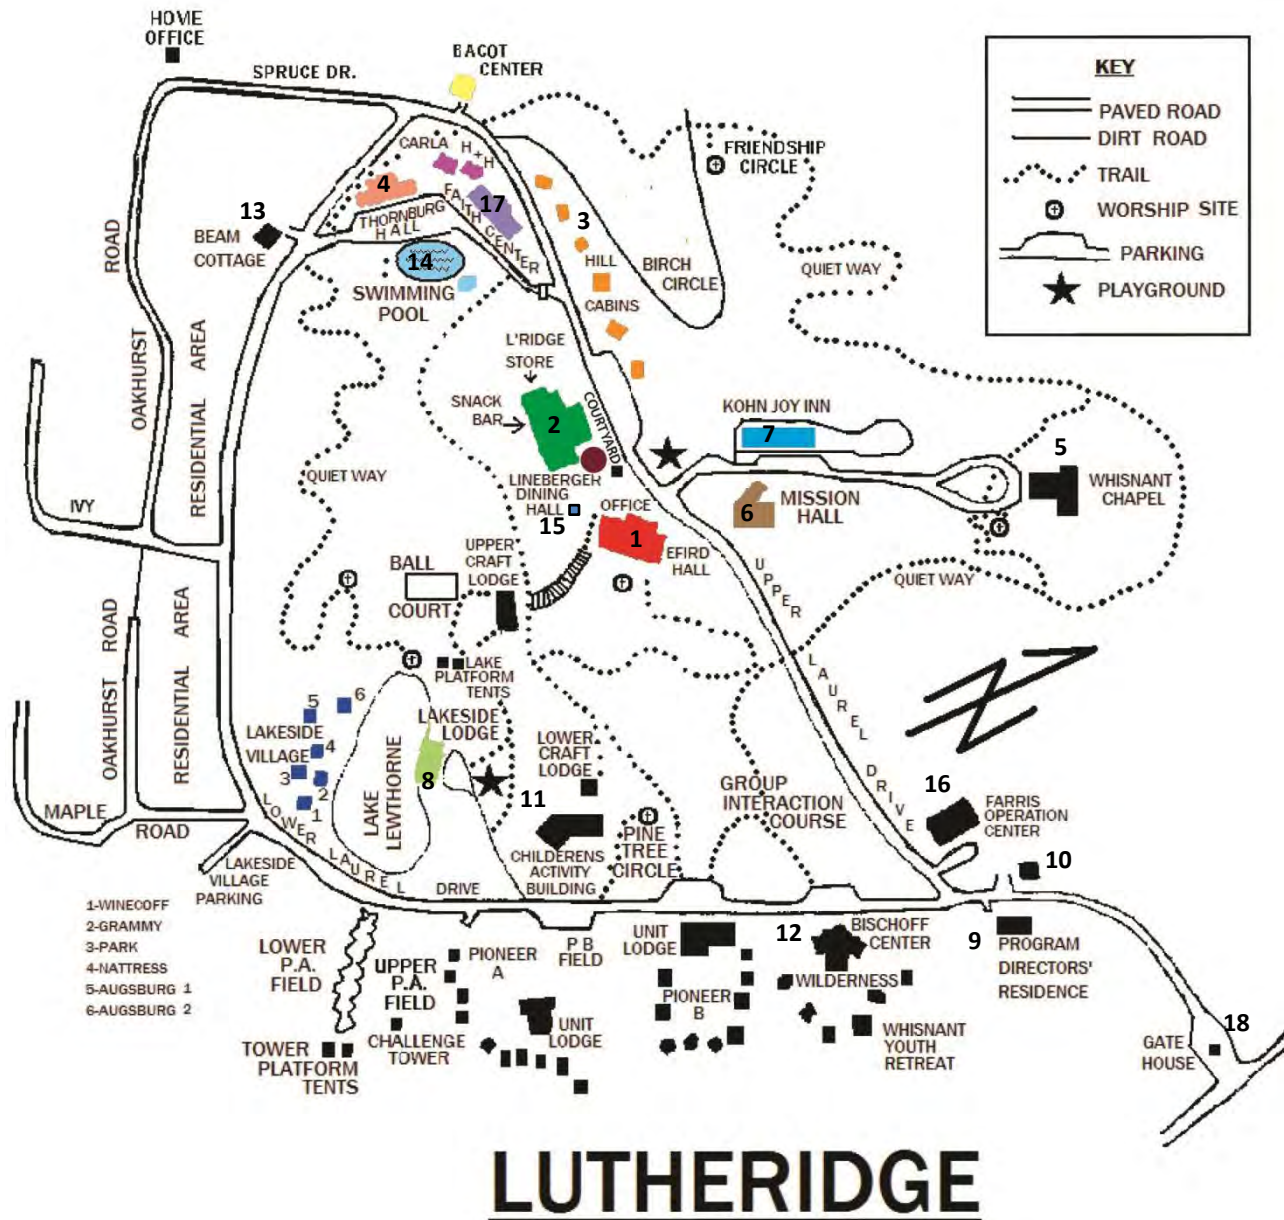 HOME
OFFICE
SPRUCE DR.
BACOT
CENTER
KEY
PAVED ROAD
DIRT ROAD
TRAIL
WORSHIP SITE
PARKING
PLAYGROUND
CARLA
H + H
FRIENDSHIP
CIRCLE
4
17
FAITH CENTER
THORNBURG
HALL
13
BEAM
COTTAGE
3
HILL
CABINS
BIRCH
CIRCLE
QUIET WAY
14
SWIMMING
POOL
ROAD
OAKHURST
RESIDENTIAL AREA
L'RIDGE
STORE
SNACK
BAR
2
COURTYARD
KOHN JOY INN
7
5
WHISNANT
CHAPEL
QUIET WAY
LINEBERGER
DINING
HALL
15
OFFICE
1
EFIRD
HALL
6
MISSION
HALL
IVY
UPPER
CRAFT
LODGE
BALL
COURT
QUIET WAY
UPPER LAUREL DRIVE
OAKHURST ROAD
RESIDENTIAL AREA
LAKE
PLATFORM
TENTS
6
5
LAKESIDE
VILLAGE
4
3
2
1
LAKESIDE
LODGE
8
LAKE
LEWTHORNE
LOWER
CRAFT
LODGE
11
GROUP
INTERACTION
COURSE
16
FARRIS
OPERATION
CENTER
MAPLE
ROAD
LOWER LAUREL DRIVE
LAKESIDE
VILLAGE
PARKING
CHILDERENS
ACTIVITY
BUILDING
PINE
TREE
CIRCLE
10
1-WINECOFF
2-GRAMMY
3-PARK
4-NATTRESS
5-AUGSBURG 1
6-AUGSBURG 2
LOWER
P.A.
FIELD
UPPER
P.A.
FIELD
PIONEER
A
P B
FIELD
UNIT
LODGE
12
BISCHOFF
CENTER
9
PROGRAM
DIRECTORS'
RESIDENCE
WILDERNESS
PIONEER
B
TOWER
PLATFORM
TENTS
CHALLENGE
TOWER
UNIT
LODGE
WHISNANT
YOUTH
RETREAT
18
GATE
HOUSE
LUTHERIDGE